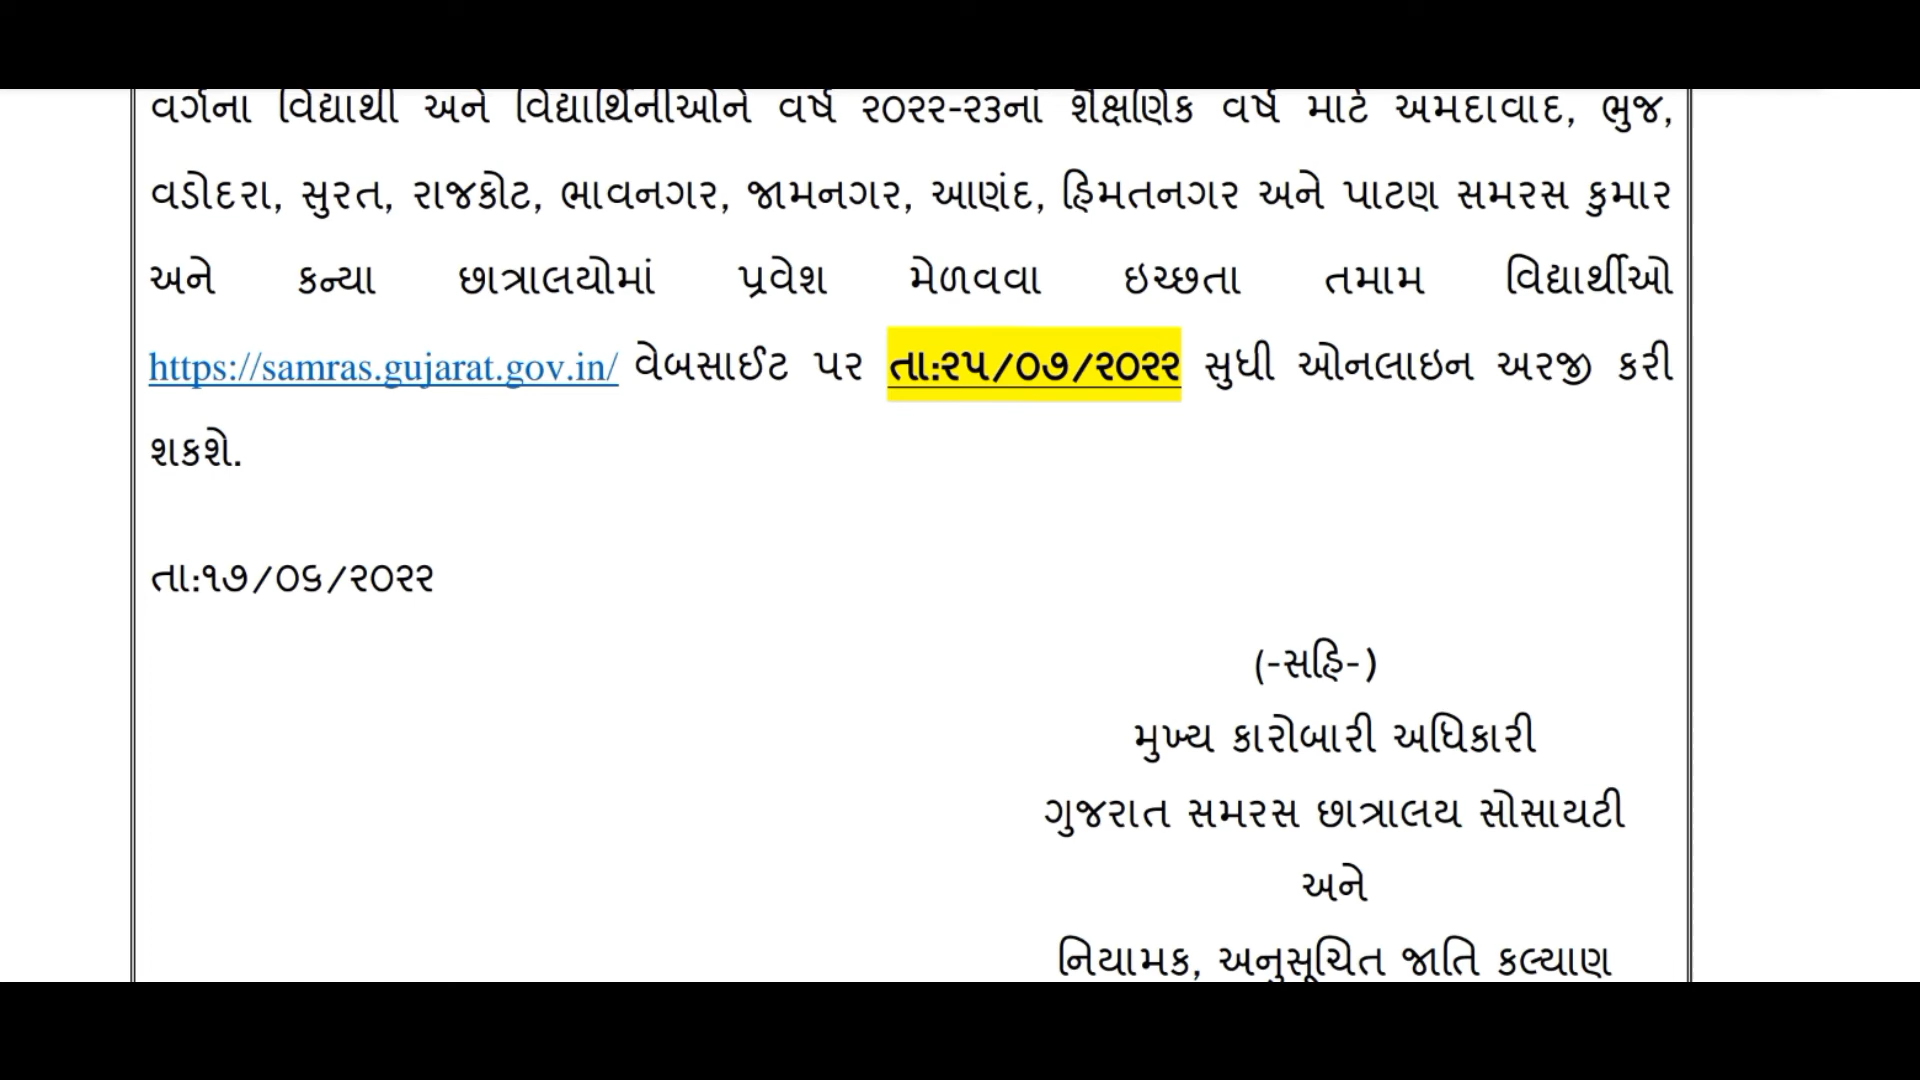 વર્ગના વિદ્યાર્થી અને વિદ્યાર્થિનીઓને વર્ષ ૨૦૨૨-૨૩નાં શૈક્ષણિક વર્ષ માટે અમદાવાદ, ભુજ,
વડોદરા, સુરત, રાજકોટ, ભાવનગર, જામનગર, આણંદ, હિમતનગર અને પાટણ સમરસ કુમાર
અને કન્યા છાત્રાલયોમાં પ્રવેશ મેળવવા ઇચ્છતા તમામ વિદ્યાર્થીઓ
https://samras.gujarat.gov.in/ વેબસાઈટ પર તા:૨૫/૦૭/૨૦૨૨ સુધી ઓનલાઇન અરજી કરી
શકશે.
તા:૧૭/૦૬/૨૦૨૨
(-સહિ-)
મુખ્ય કારોબારી અધિકારી
ગુજરાત સમરસ છાત્રાલય સોસાયટી
અને
નિયામક, અનુસૂચિત જાતિ કલ્યાણ